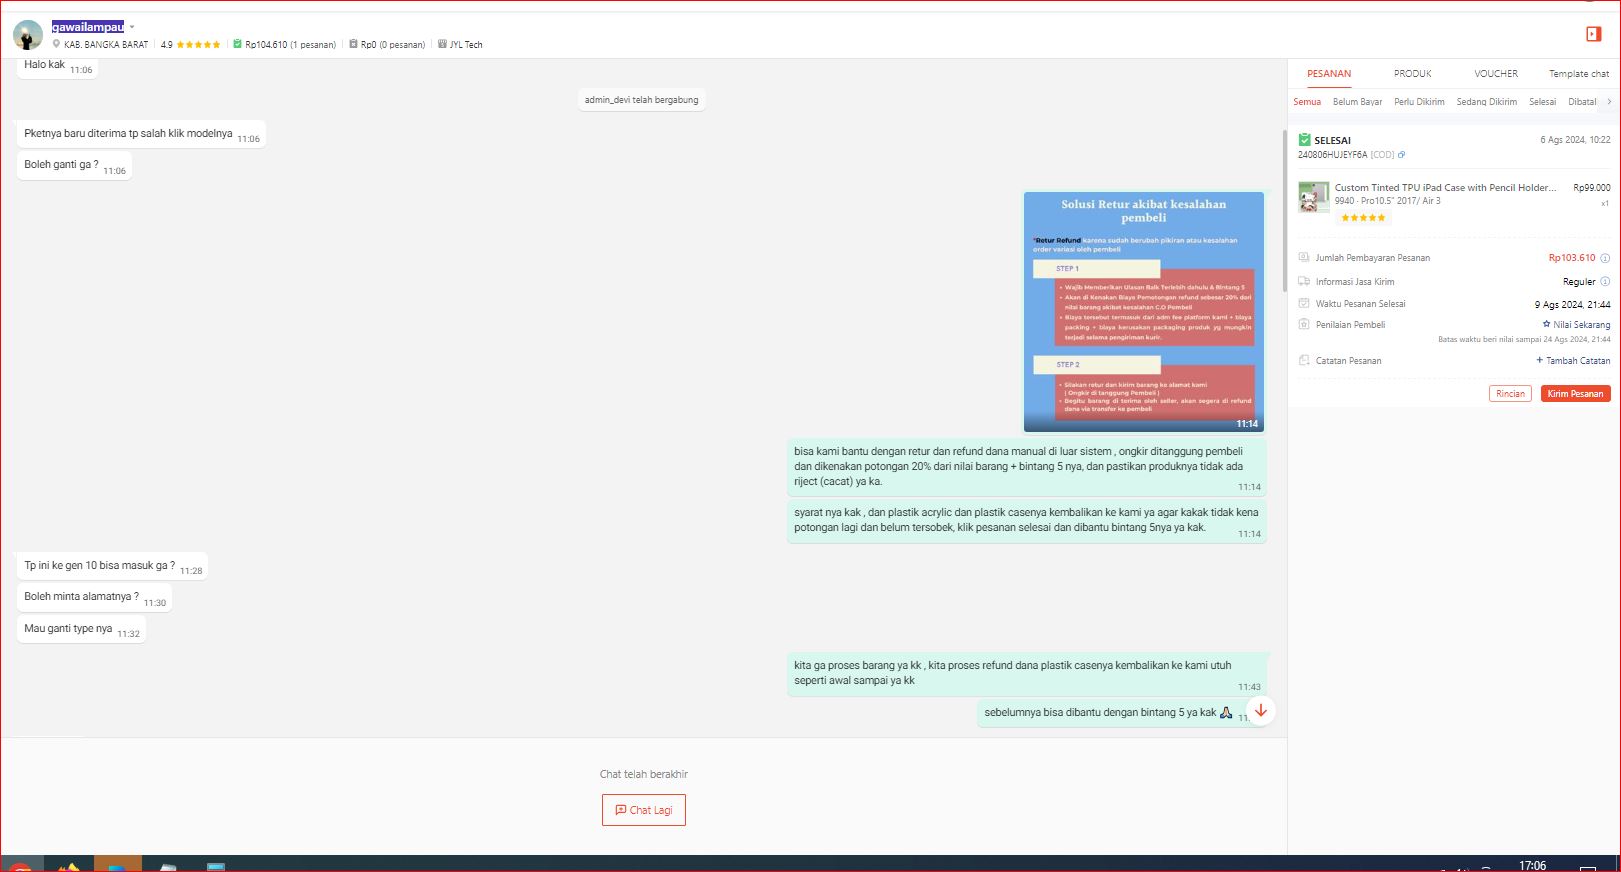 gawailampau
KAB. BANGKA BARAT 4.9 Rp104.610 (1 pesanan) Rp0 (0 pesanan) JYL Tech
Halo kak 11:06
admin_devi telah bergabung
Pketnya baru diterima tp salah klik modelnya 11:06
Boleh ganti ga ? 11:06
Solusi Retur akibat kesalahan
pembeli
*Retur Refund karena sudah berubah pikiran atau kesalahan
order variasi oleh pembeli
STEP 1
• Wajib Memberikan Ulasan Baik Terlebih dahulu & Bintang 5
• Akan di Kenakan Biaya Pemotongan refund sebesar 20% dari
nilai barang akibat kesalahan C.O Pembeli
• Biaya tersebut termasuk dari adm fee platform kami + biaya
packing + biaya kerusakan packaging produk yg mungkin
terjadi selama pengiriman kurir.
STEP 2
• Silakan retur dan kirim barang ke alamat kami
( Ongkir di tanggung Pembeli )
• Begitu barang di terima oleh seller, akan segera di refund
dana via transfer ke pembeli
11:14
bisa kami bantu dengan retur dan refund dana manual di luar sistem , ongkir ditanggung pembeli
dan dikenakan potongan 20% dari nilai barang + bintang 5 nya, dan pastikan produknya tidak ada
riject (cacat) ya ka.
11:14
syarat nya kak , dan plastik acrylic dan plastik casenya kembalikan ke kami ya agar kakak tidak kena
potongan lagi dan belum tersobek, klik pesanan selesai dan dibantu bintang 5nya ya kak.
11:14
Tp ini ke gen 10 bisa masuk ga ? 11:28
Boleh minta alamatnya ? 11:30
Mau ganti type nya 11:32
kita ga proses barang ya kk , kita proses refund dana plastik casenya kembalikan ke kami utuh
seperti awal sampai ya kk
11:43
sebelumnya bisa dibantu dengan bintang 5 ya kak
Chat telah berakhir
Chat Lagi
PESANAN PRODUK VOUCHER Template chat
Semua Belum Bayar Perlu Dikirim Sedang Dikirim Selesai Dibatal
SELESAI 6 Ags 2024, 10:22
240806HUJEYF6A [COD]
Custom Tinted TPU iPad Case with Pencil Holder... Rp99.000
9940 - Pro10.5" 2017/ Air 3 x1
Jumlah Pembayaran Pesanan Rp103.610
Informasi Jasa Kirim Reguler
Waktu Pesanan Selesai 9 Ags 2024, 21:44
Penilaian Pembeli Nilai Sekarang
Batas waktu beri nilai sampai 24 Ags 2024, 21:44
Catatan Pesanan + Tambah Catatan
Rincian Kirim Pesanan
17:06